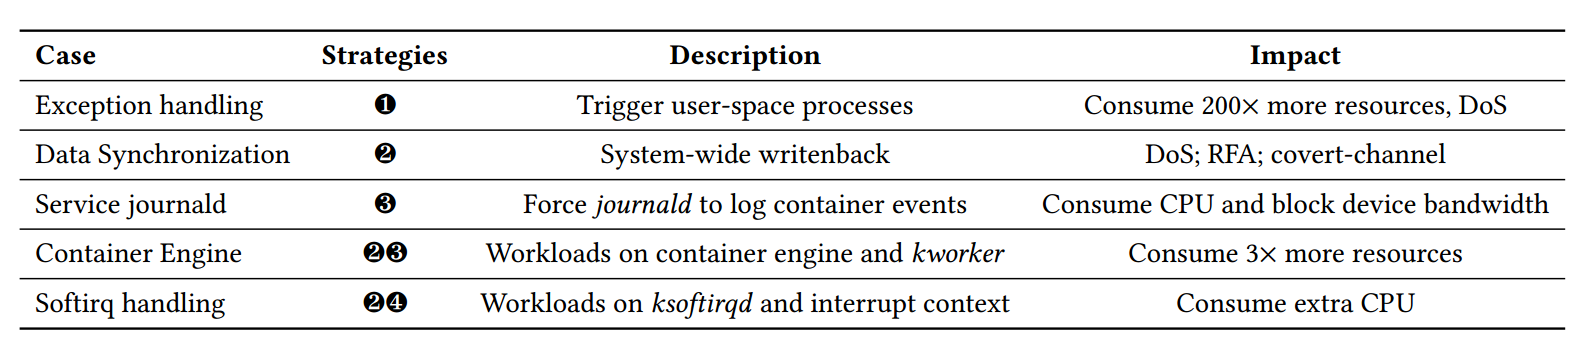 Case Strategies Description Impact
Exception handling ❶ Trigger user-space processes Consume 200× more resources, DoS
Data Synchronization ❷ System-wide writenback DoS; RFA; covert-channel
Service journald ❸ Force journald to log container events Consume CPU and block device bandwidth
Container Engine ❷❸ Workloads on container engine and kworker Consume 3× more resources
Softirq handling ❷❹ Workloads on ksoftirqd and interrupt context Consume extra CPU